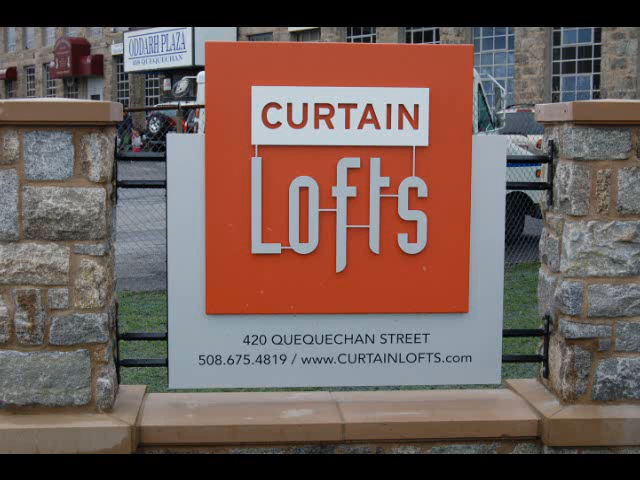 ODDARH PLAZA
CURTAIN
Lofts
420 QUEQUECHAN STREET
508.675.4819 / www.CURTAINLOFTS.com